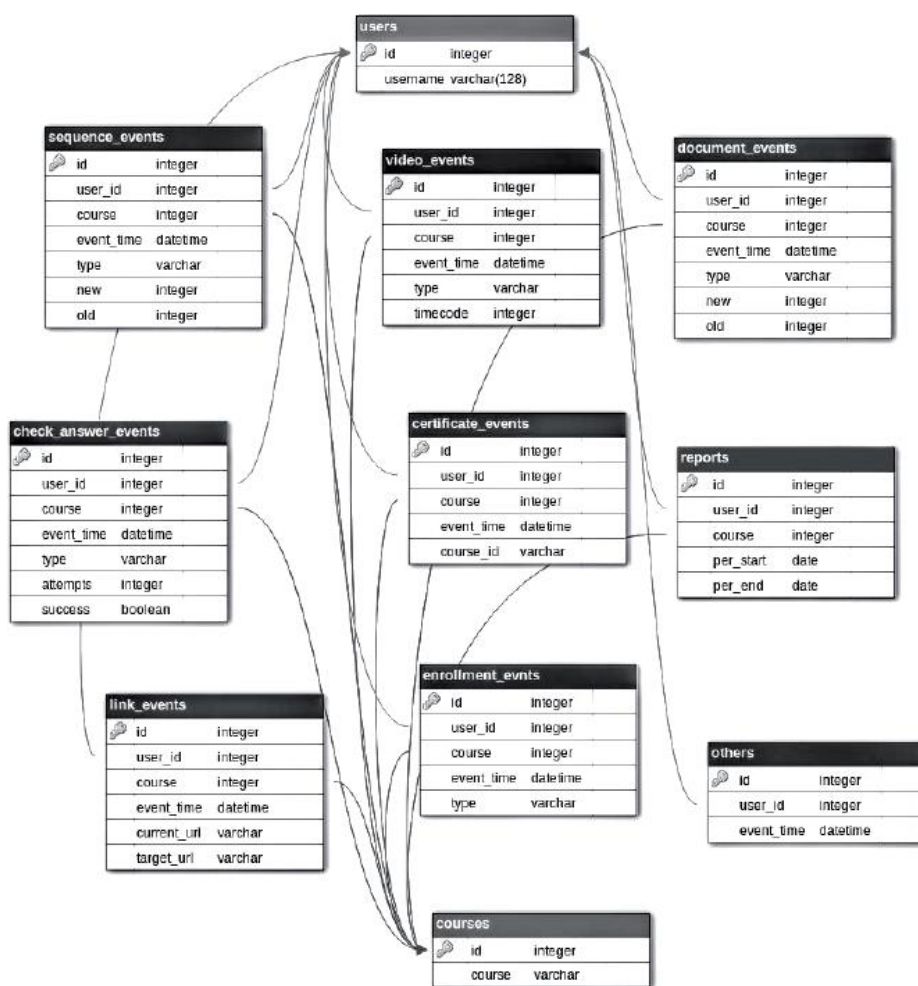 users
id integer
username varchar(128)
sequence_events
id integer
user_id integer
course integer
event_time datetime
type varchar
new integer
old integer
video_events
id integer
user_id integer
course integer
event_time datetime
type varchar
timecode integer
document_events
id integer
user_id integer
course integer
event_time datetime
type varchar
new integer
old integer
check_answer_events
id integer
user_id integer
course integer
event_time datetime
type varchar
attempts integer
success boolean
certificate_events
id integer
user_id integer
course integer
event_time datetime
course_id varchar
reports
id integer
user_id integer
course integer
per_start date
per_end date
link_events
id integer
user_id integer
course integer
event_time datetime
current_url varchar
target_url varchar
enrollment_evnts
id integer
user_id integer
course integer
event_time datetime
type varchar
others
id integer
user_id integer
event_time datetime
courses
id integer
course varchar